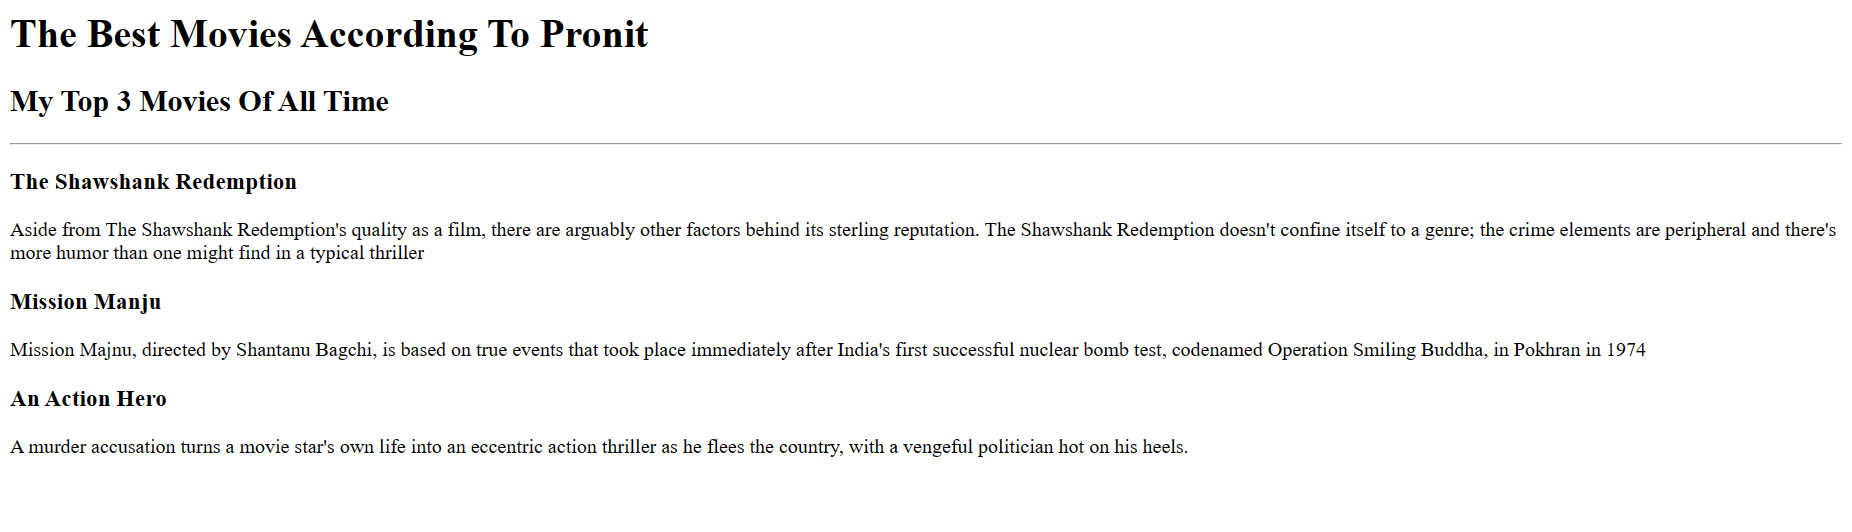 The Best Movies According To Pronit
My Top 3 Movies Of All Time
The Shawshank Redemption
Aside from The Shawshank Redemption's quality as a film, there are arguably other factors behind its sterling reputation. The Shawshank Redemption doesn't confine itself to a genre; the crime elements are peripheral and there's
more humor than one might find in a typical thriller
Mission Manju
Mission Majnu, directed by Shantanu Bagchi, is based on true events that took place immediately after India's first successful nuclear bomb test, codenamed Operation Smiling Buddha, in Pokhran in 1974
An Action Hero
A murder accusation turns a movie star's own life into an eccentric action thriller as he flees the country, with a vengeful politician hot on his heels.